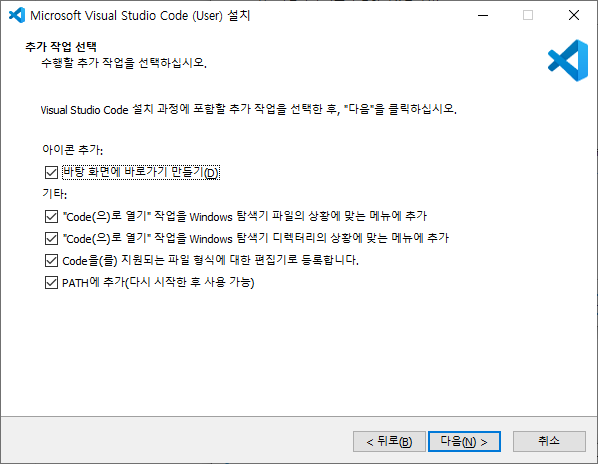 Microsoft Visual Studio Code (User) 설치
추가 작업 선택
수행할 추가 작업을 선택하십시오.
Visual Studio Code 설치 과정에 포함할 추가 작업을 선택한 후, "다음"을 클릭하십시오.
아이콘 추가:
바탕 화면에 바로가기 만들기(D)
기타:
"Code(으)로 열기" 작업을 Windows 탐색기 파일의 상황에 맞는 메뉴에 추가
"Code(으)로 열기" 작업을 Windows 탐색기 디렉터리의 상황에 맞는 메뉴에 추가
Code을(를) 지원되는 파일 형식에 대한 편집기로 등록합니다.
PATH에 추가(다시 시작한 후 사용 가능)
< 뒤로(B) 다음(N) > 취소